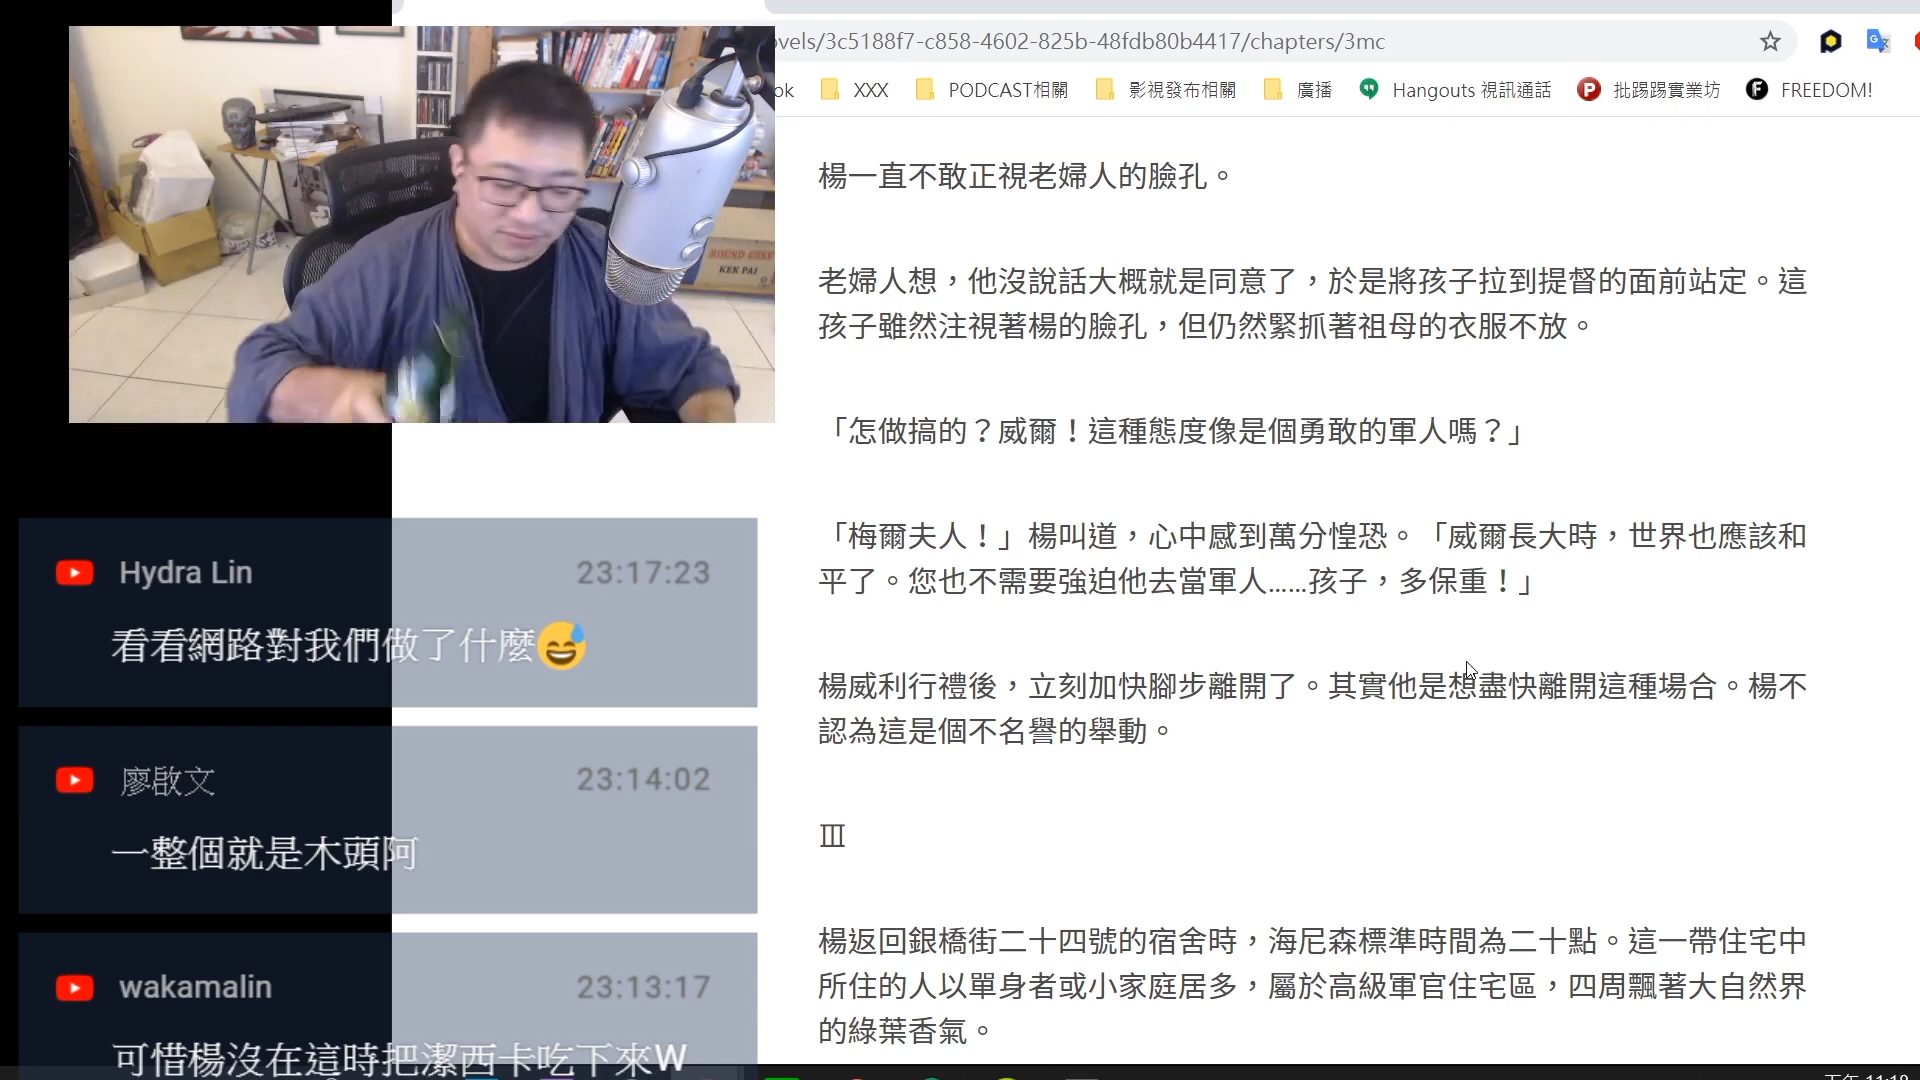 ovels/3c5188f7-c858-4602-825b-48fdb80b4417/chapters/3mc
ok
XXX
PODCAST相關
影視發布相關
廣播
Hangouts 視訊通話
批踢踢實業坊
FREEDOM!
ROUND GAME
KEK PAI
楊一直不敢正視老婦人的臉孔。
老婦人想，他沒說話大概就是同意了，於是將孩子拉到提督的面前站定。這
孩子雖然注視著楊的臉孔，但仍然緊抓著祖母的衣服不放。
「怎做搞的？威爾！這種態度像是個勇敢的軍人嗎？」
「梅爾夫人！」楊叫道，心中感到萬分惶恐。「威爾長大時，世界也應該和
平了。您也不需要強迫他去當軍人......孩子，多保重！」
楊威利行禮後，立刻加快腳步離開了。其實他是想盡快離開這種場合。楊不
認為這是個不名譽的舉動。
Ⅲ
楊返回銀橋街二十四號的宿舍時，海尼森標準時間為二十點。這一帶住宅中
所住的人以單身者或小家庭居多，屬於高級軍官住宅區，四周飄著大自然界
的綠葉香氣。
Hydra Lin
23:17:23
看看網路對我們做了什麼😅
廖啟文
23:14:02
一整個就是木頭阿
wakamalin
23:13:17
可惜楊沒在這時把潔西卡吃下來W
下午 11:18